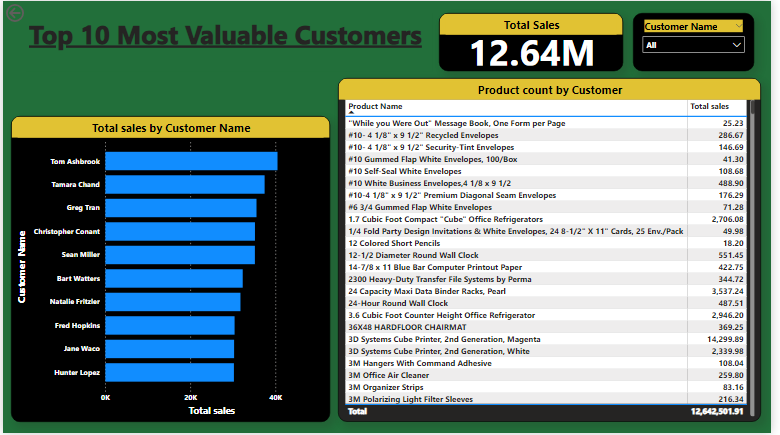 Top 10 Most Valuable Customers
Total Sales
12.64M
Customer Name
All
Total sales by Customer Name
Customer Name
Tom Ashbrook
Tamara Chand
Greg Tran
Christopher Conant
Sean Miller
Bart Watters
Natalie Fritzler
Fred Hopkins
Jane Waco
Hunter Lopez
0K 20K 40K
Total sales
Product count by Customer
Product Name Total sales
"While you Were Out" Message Book, One Form per Page 25.23
#10- 4 1/8" x 9 1/2" Recycled Envelopes 286.67
#10- 4 1/8" x 9 1/2" Security-Tint Envelopes 146.69
#10 Gummed Flap White Envelopes, 100/Box 41.30
#10 Self-Seal White Envelopes 108.68
#10 White Business Envelopes,4 1/8 x 9 1/2 488.90
#10-4 1/8" x 9 1/2" Premium Diagonal Seam Envelopes 176.29
#6 3/4 Gummed Flap White Envelopes 71.28
1.7 Cubic Foot Compact "Cube" Office Refrigerators 2,706.08
1/4 Fold Party Design Invitations & White Envelopes, 24 8-1/2" X 11" Cards, 25 Env./Pack 49.98
12 Colored Short Pencils 18.20
12-1/2 Diameter Round Wall Clock 551.45
14-7/8 x 11 Blue Bar Computer Printout Paper 422.75
2300 Heavy-Duty Transfer File Systems by Perma 344.72
24 Capacity Maxi Data Binder Racks, Pearl 3,537.24
24-Hour Round Wall Clock 487.51
3.6 Cubic Foot Counter Height Office Refrigerator 2,946.20
36X48 HARDFLOOR CHAIRMAT 369.25
3D Systems Cube Printer, 2nd Generation, Magenta 14,299.89
3D Systems Cube Printer, 2nd Generation, White 2,339.98
3M Hangers With Command Adhesive 108.04
3M Office Air Cleaner 259.80
3M Organizer Strips 83.16
3M Polarizing Light Filter Sleeves 216.34
Total 12,642,501.91